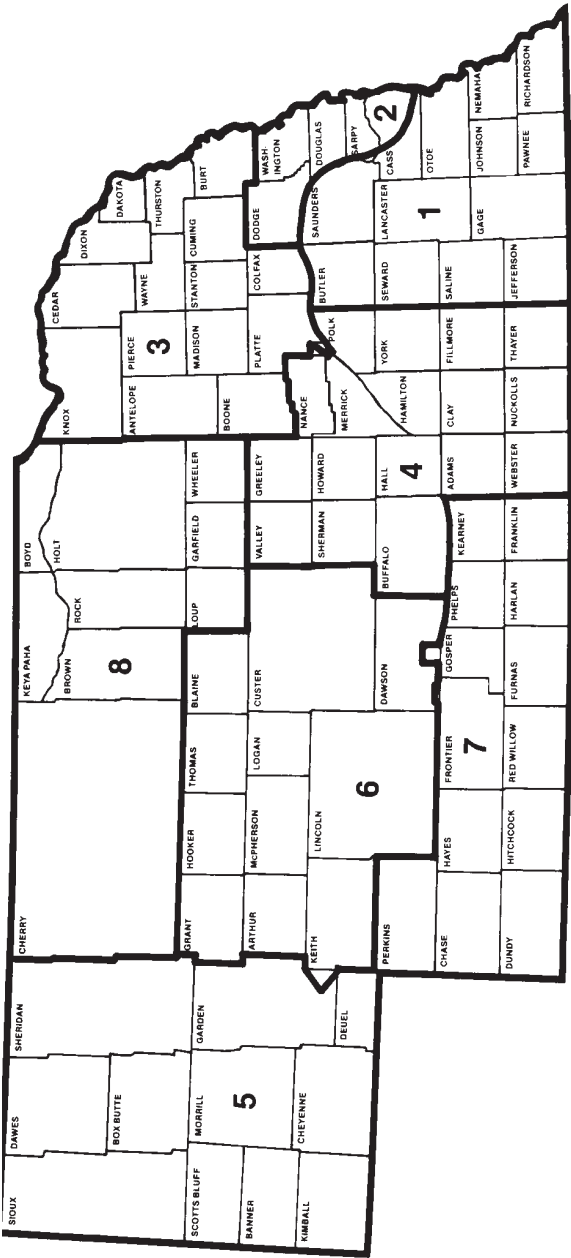 SIOUX
DAWES
SHERIDAN
BOX BUTTE
SCOTTS BLUFF
MORRILL
GARDEN
BANNER
5
KIMBALL
CHEYENNE
DEUEL
CHERRY
KEYA PAHA
BOYD
BROWN
ROCK
HOLT
8
GRANT
HOOKER
THOMAS
BLAINE
LOUP
GARFIELD
WHEELER
ARTHUR
McPHERSON
LOGAN
CUSTER
VALLEY
GREELEY
KEITH
LINCOLN
6
SHERMAN
HOWARD
DAWSON
BUFFALO
HALL
4
PERKINS
CHASE
HAYES
FRONTIER
7
GOSPER
PHELPS
KEARNEY
ADAMS
CLAY
FILLMORE
SALINE
DUNDY
HITCHCOCK
RED WILLOW
FURNAS
HARLAN
FRANKLIN
WEBSTER
NUCKOLLS
THAYER
JEFFERSON
KNOX
CEDAR
DIXON
DAKOTA
ANTELOPE
PIERCE
WAYNE
THURSTON
3
BOONE
MADISON
STANTON
CUMING
BURT
NANCE
PLATTE
COLFAX
DODGE
WASH-
INGTON
MERRICK
POLK
BUTLER
SAUNDERS
DOUGLAS
SARPY
2
HAMILTON
YORK
SEWARD
LANCASTER
CASS
1
OTOE
GAGE
JOHNSON
NEMAHA
PAWNEE
RICHARDSON